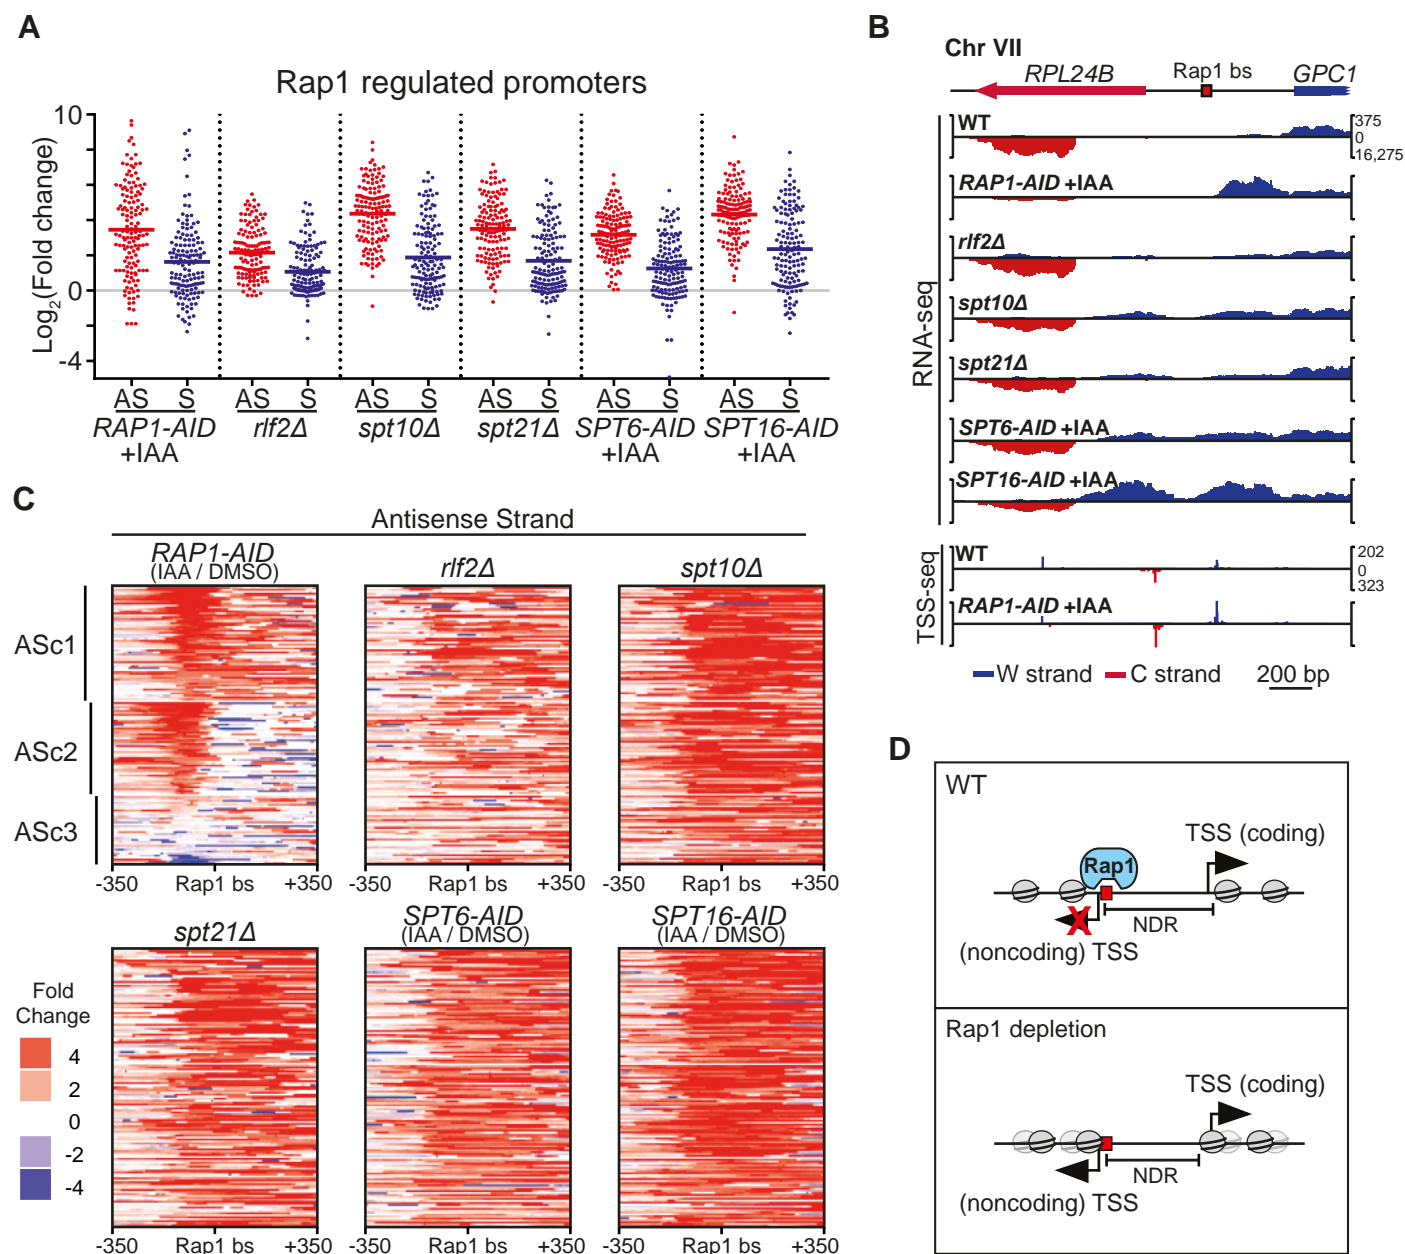 A
Rap1 regulated promoters
Log2(Fold change)
10
0
-4
AS S AS S AS S AS S AS S AS S
RAP1-AID +IAA
rlf2Δ
spt10Δ
spt21Δ
SPT6-AID +IAA
SPT16-AID +IAA
B
Chr VII
RPL24B Rap1 bs GPC1
RNA-seq
WT
375
0
16,275
RAP1-AID +IAA
rlf2Δ
spt10Δ
spt21Δ
SPT6-AID +IAA
SPT16-AID +IAA
TSS-seq
WT
202
0
323
RAP1-AID +IAA
W strand C strand 200 bp
C
Antisense Strand
RAP1-AID
(IAA / DMSO)
rlf2Δ
spt10Δ
ASc1
ASc2
ASc3
-350 Rap1 bs +350
-350 Rap1 bs +350
-350 Rap1 bs +350
spt21Δ
SPT6-AID
(IAA / DMSO)
SPT16-AID
(IAA / DMSO)
Fold
Change
4
2
0
-2
-4
-350 Rap1 bs +350
-350 Rap1 bs +350
-350 Rap1 bs +350
D
WT
TSS (coding)
Rap1
X
NDR
(noncoding) TSS
Rap1 depletion
TSS (coding)
NDR
(noncoding) TSS